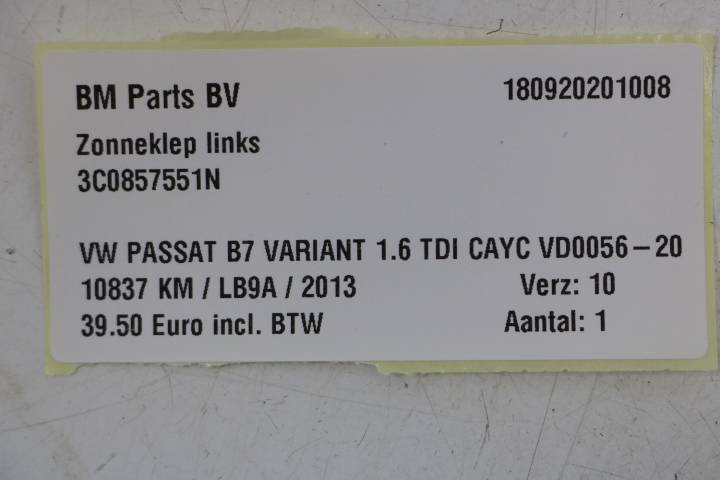 BM Parts BV 180920201008
Zonneklep links
3C0857551N
VW PASSAT B7 VARIANT 1.6 TDI CAYC VD0056-20
10837 KM / LB9A / 2013 Verz: 10
39.50 Euro incl. BTW Aantal: 1